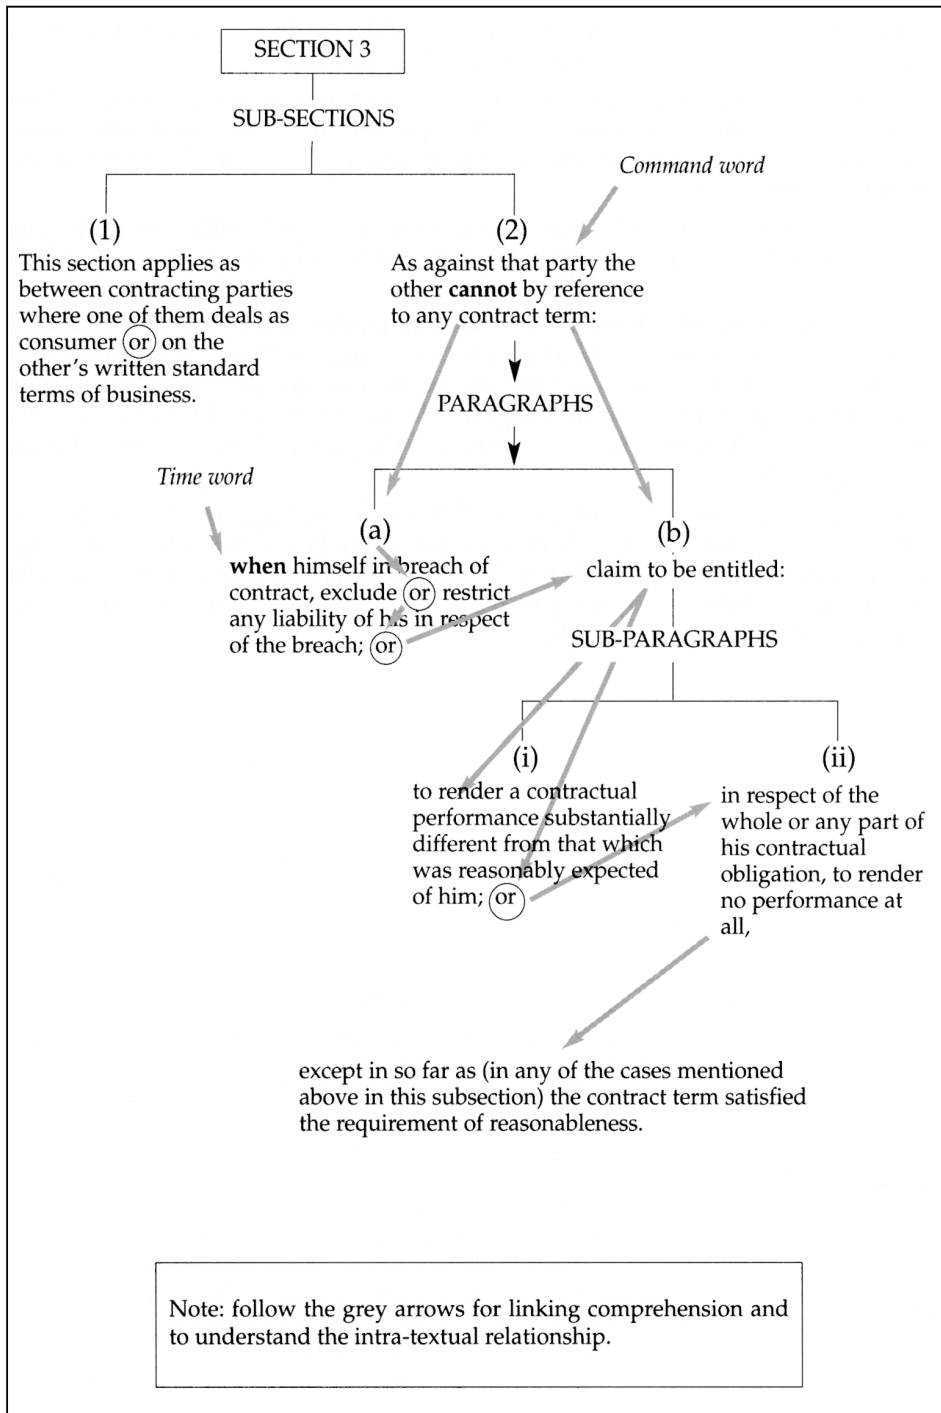 SECTION 3
SUB-SECTIONS
Command word
(1)
This section applies as
between contracting parties
where one of them deals as
consumer or on the
other's written standard
terms of business.
(2)
As against that party the
other cannot by reference
to any contract term:
PARAGRAPHS
Time word
(a)
when himself in breach of
contract, exclude or restrict
any liability of his in respect
of the breach; or
(b)
claim to be entitled:
SUB-PARAGRAPHS
(i)
to render a contractual
performance substantially
different from that which
was reasonably expected
of him; or
(ii)
in respect of the
whole or any part of
his contractual
obligation, to render
no performance at
all,
except in so far as (in any of the cases mentioned
above in this subsection) the contract term satisfied
the requirement of reasonableness.
Note: follow the grey arrows for linking comprehension and
to understand the intra-textual relationship.